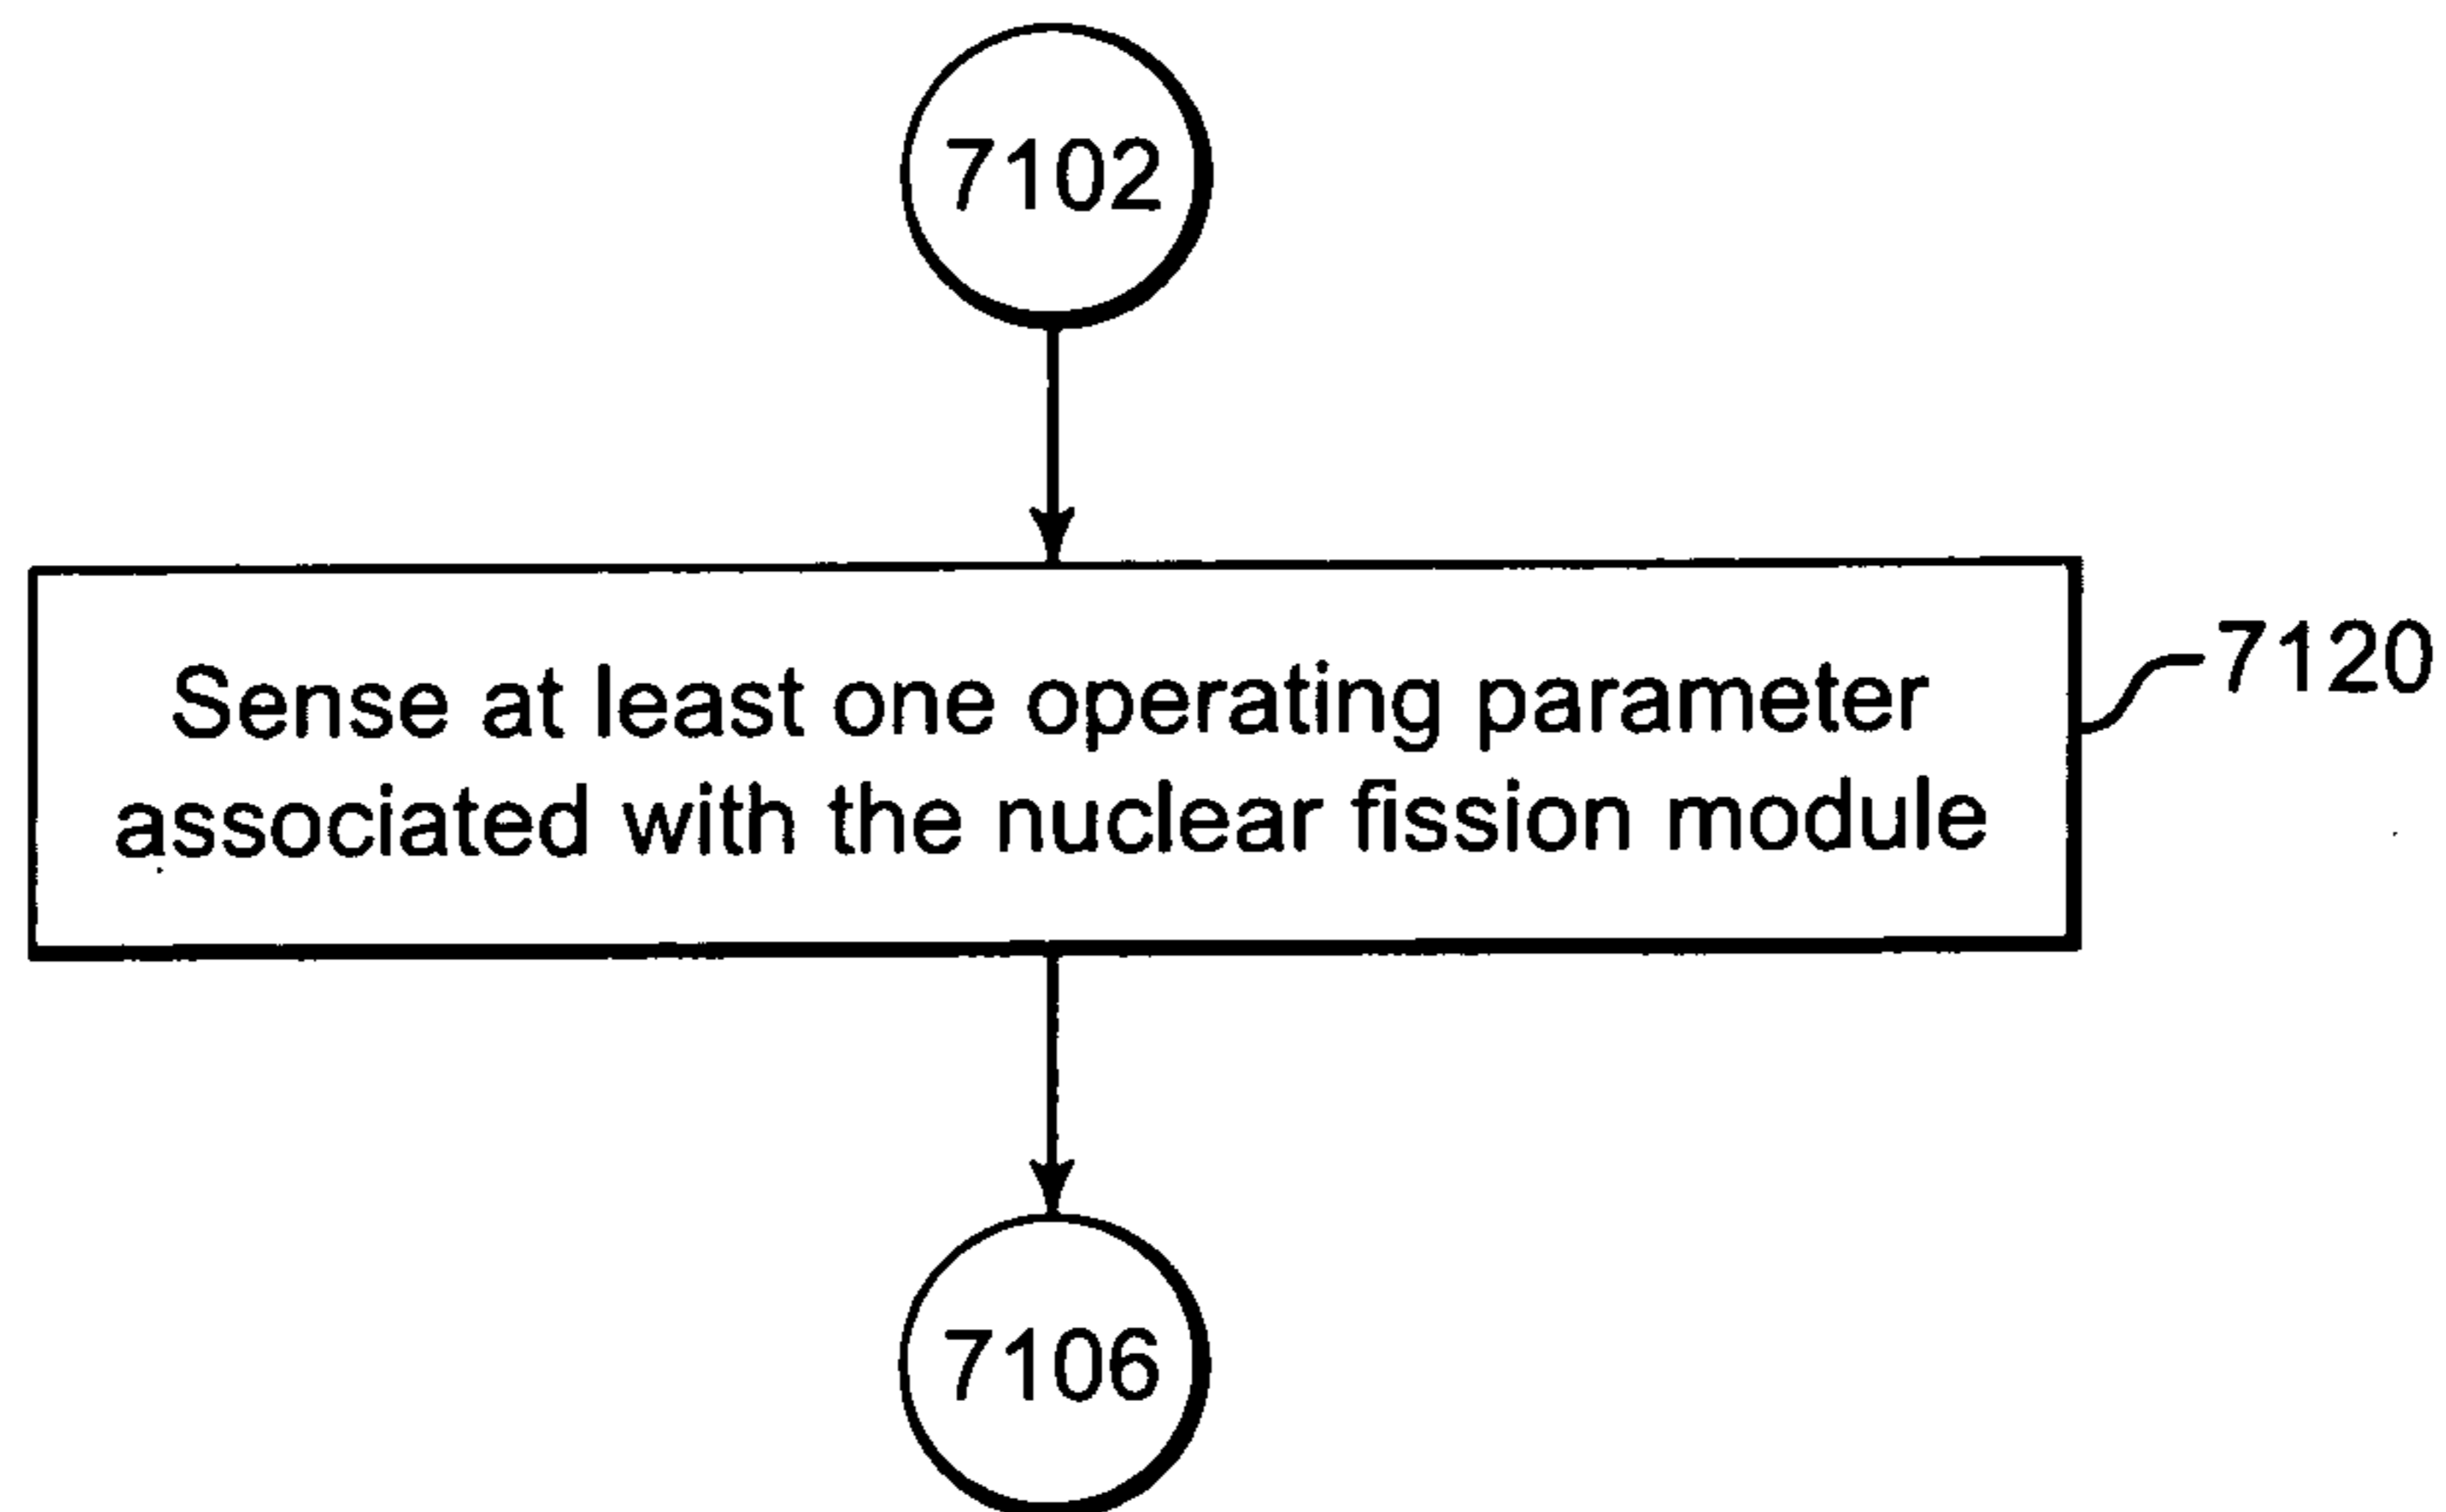 7102
Sense at least one operating parameter
associated with the nuclear fission module
7120
7106